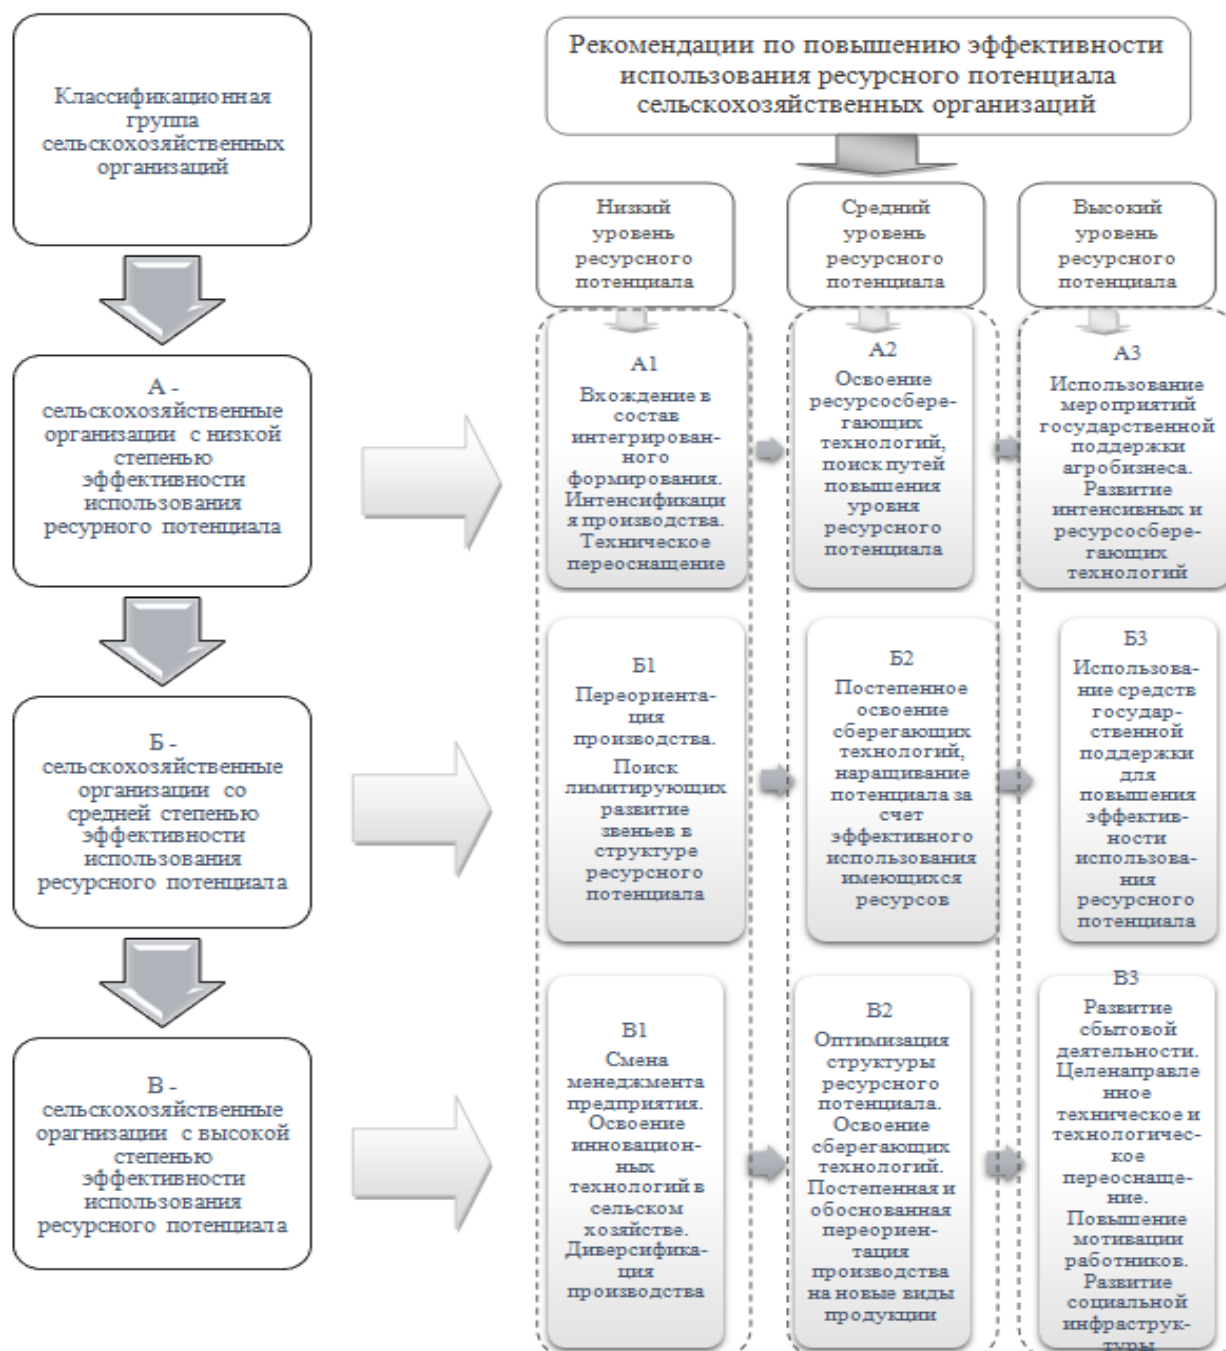 Классификационная
группа
сельскохозяйственных
организаций
Рекомендации по повышению эффективности
использования ресурсного потенциала
сельскохозяйственных организаций
Низкий
уровень
ресурсного
потенциала
Средний
уровень
ресурсного
потенциала
Высокий
уровень
ресурсного
потенциала
А -
сельскохозяйственные
организации с низкой
степенью
эффективности
использования
ресурного потенциала
А1
Вхождение в
состав
интегрирован-
ного
формирования.
Интенсификаци
я производства.
Техническое
переоснащение
А2
Освоение
ресурсосбере-
гающих
технологий,
поиск путей
повышения
уровня
ресурсного
потенциала
А3
Использование
мероприятий
государственной
поддержки
агробизнеса.
Развитие
интенсивных и
ресурсосбере-
гающих
технологий
Б -
сельскохозяйственные
организации со
средней степенью
эффективности
использования
ресурсного потенциала
Б1
Переориента-
ция
производства.
Поиск
лимитирующих
развитие
звеньев в
структуре
ресурсного
потенциала
Б2
Постепенное
освоение
сберегающих
технологий,
наращивание
потенциала за
счет
эффективного
использования
имеющихся
ресурсов
Б3
Использова-
ние средств
государ-
ственной
поддержки
для
повышения
эффектив-
ности
использова-
ния
ресурсного
потенциала
В -
сельскохозяйственные
орагнизации с высокой
степенью
эффективности
использования
ресурсного потенциала
В1
Смена
менеджмента
предприятия.
Освоение
инновацион-
ных
технологий в
сельском
хозяйстве.
Диверсифика-
ция
производства
В2
Оптимизация
структуры
ресурсного
потенциала.
Освоение
сберегающих
технологий.
Постепенная и
обоснованная
переориен-
тация
производства
на новые виды
продукции
В3
Развитие
сбытовой
деятельности.
Целенаправле
нное
техническое и
технологичес-
кое
переоснаще-
ние.
Повышение
мотивации
работников.
Развитие
социальной
инфраструк-
туры